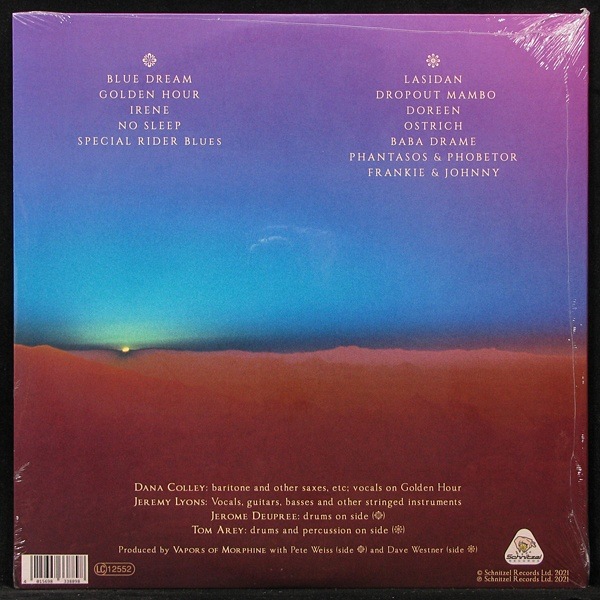 BLUE DREAM
GOLDEN HOUR
IRENE
NO SLEEP
SPECIAL RIDER BLUES
LASIDAN
DROPOUT MAMBO
DOREEN
OSTRICH
BABA DRAME
PHANTASOS & PHOBETOR
FRANKIE & JOHNNY
DANA COLLEY: baritone and other saxes, etc; vocals on Golden Hour
JEREMY LYONS: Vocals, guitars, basses and other stringed instruments
JEROME DEUPREE: drums on side (❁)
TOM AREY: drums and percussion on side (❁)
Produced by VAPORS OF MORPHINE with Pete Weiss (side ❁) and Dave Westner (side ❁)
LC 12552
Schnitzel
RECORDS
© Schnitzel Records Ltd. 2021
℗ Schnitzel Records Ltd. 2021